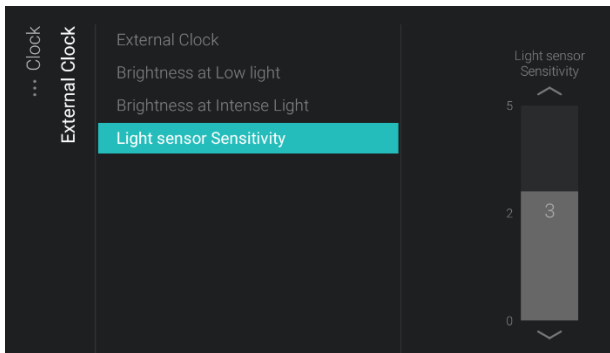 ... Clock
External Clock
External Clock
Brightness at Low light
Brightness at Intense Light
Light sensor Sensitivity
Light sensor
Sensitivity
5
2
3
0